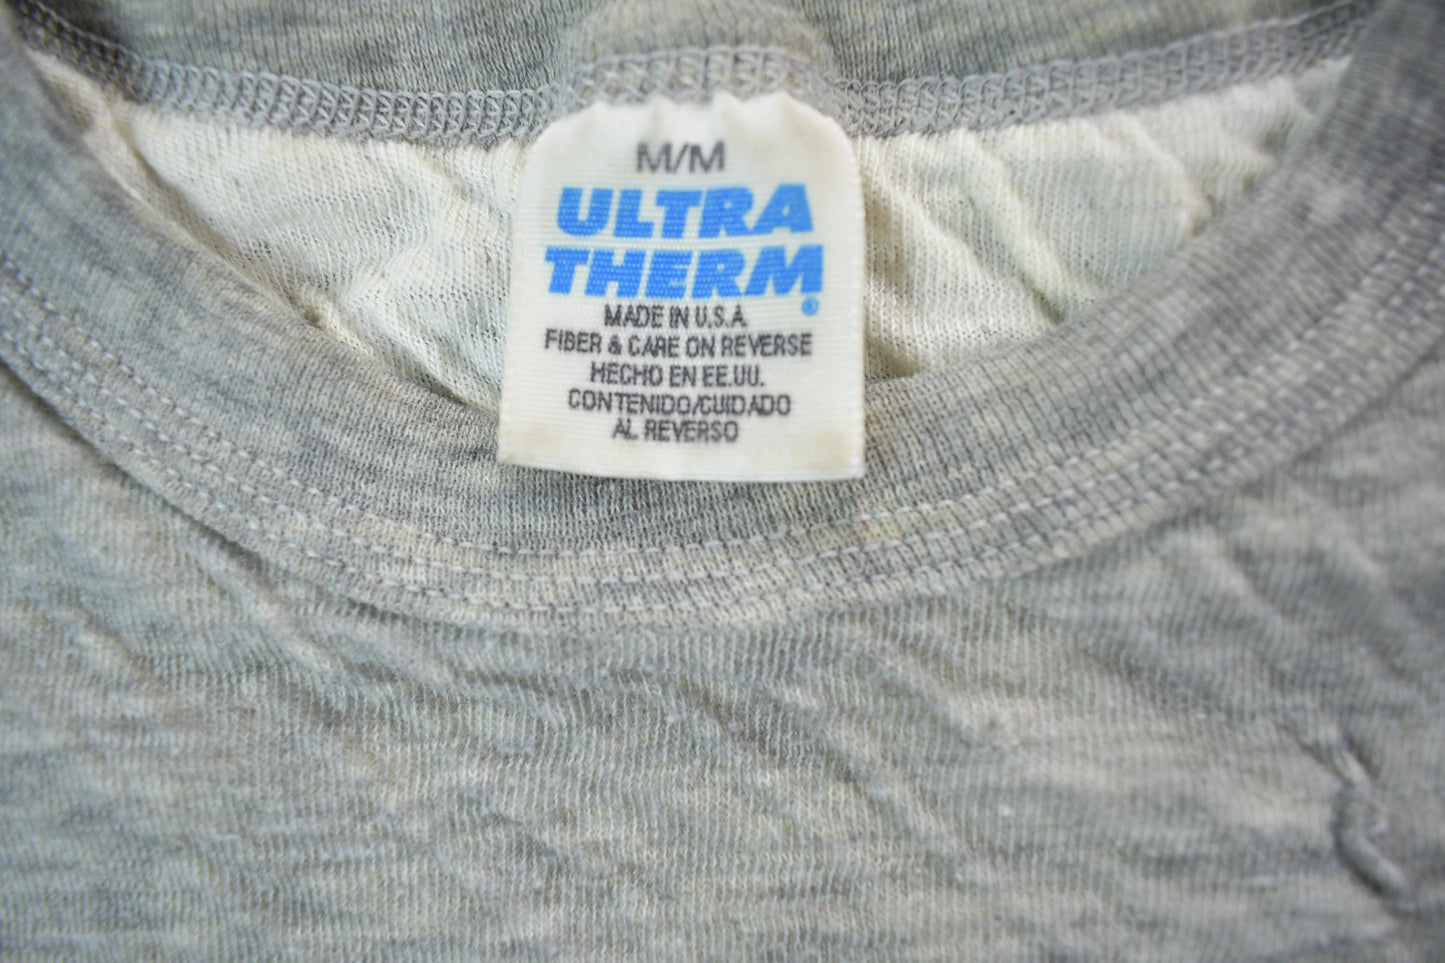 M/M
ULTRA
THERM®
MADE IN U.S.A.
FIBER & CARE ON REVERSE
HECHO EN EE.UU.
CONTENIDO/CUIDADO
AL REVERSO